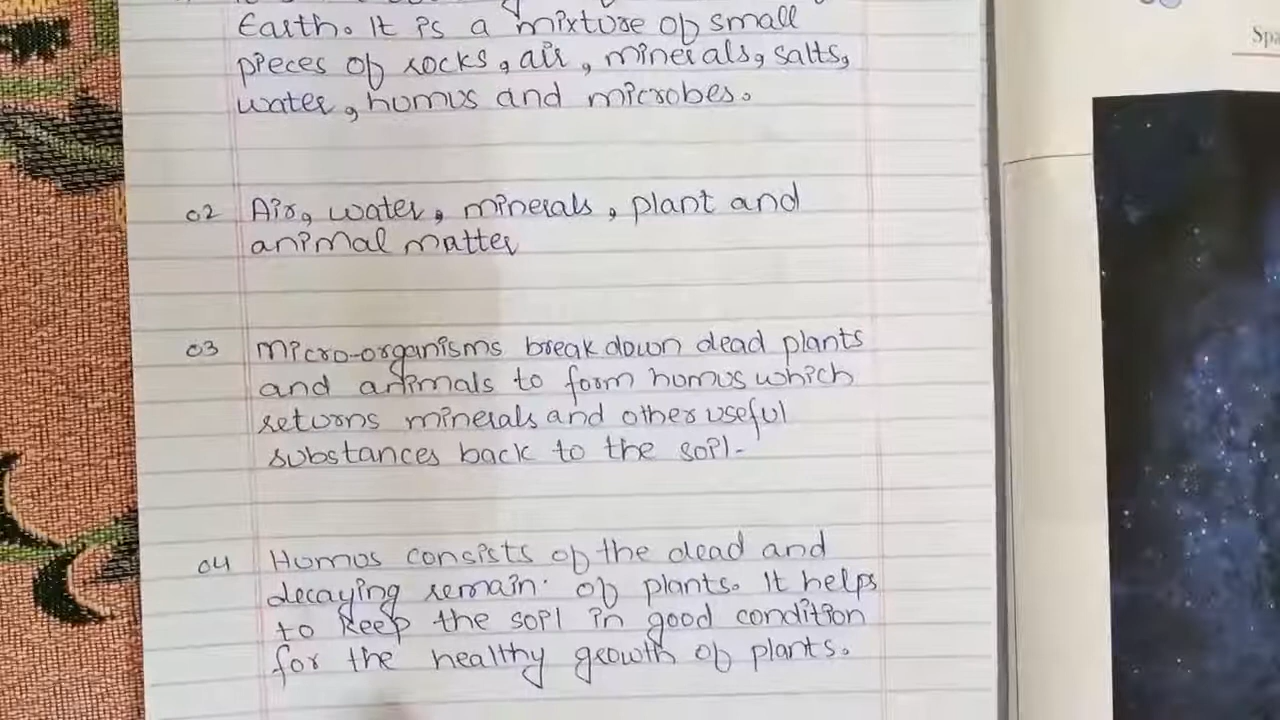 Earth. It is a mixture of small
pieces of rocks, air, minerals, salts,
water, humus and microbes.
02 Air, water, minerals, plant and
animal matter
03 Micro-organisms break down dead plants
and animals to form humus which
returns minerals and other useful
substances back to the soil-
04 Humus consists of the dead and
decaying remain. of plants. It helps
to keep the soil in good condition
for the healthy growth of plants.
Spa